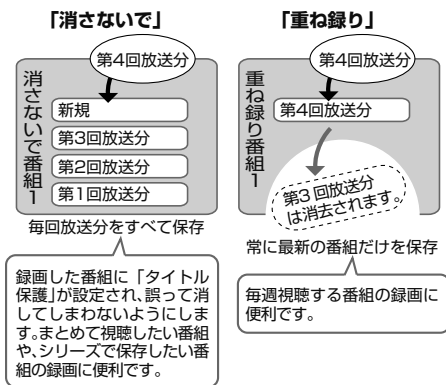 「消さないで」
第4回放送分
消さないで番組1
新規
第3回放送分
第2回放送分
第1回放送分
毎回放送分をすべて保存
録画した番組に「タイトル
保護」が設定され、誤って消
してしまわないようにしま
す。まとめて視聴したい番組
や、シリーズで保存したい番
組の録画に便利です。
「重ね録り」
第4回放送分
重ね録り番組1
第4回放送分
第3回放送分
は消去されます。
常に最新の番組だけを保存
毎週視聴する番組の録画に
便利です。